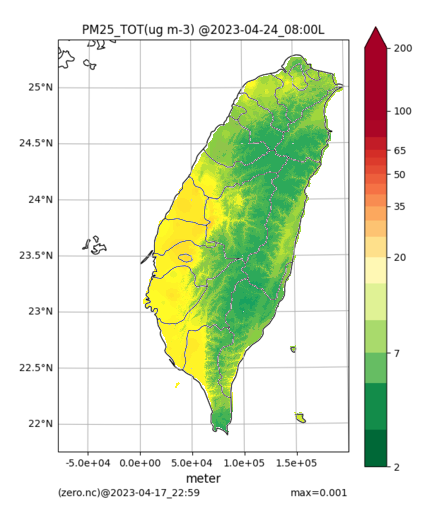 PM25_TOT(ug m-3) @2023-04-24_08:00L
200
100
65
50
35
20
7
2
25°N
24.5°N
24°N
23.5°N
23°N
22.5°N
22°N
-5.0e+04 0.0e+00 5.0e+04 1.0e+05 1.5e+05
meter
(zero.nc)@2023-04-17_22:59 max=0.001